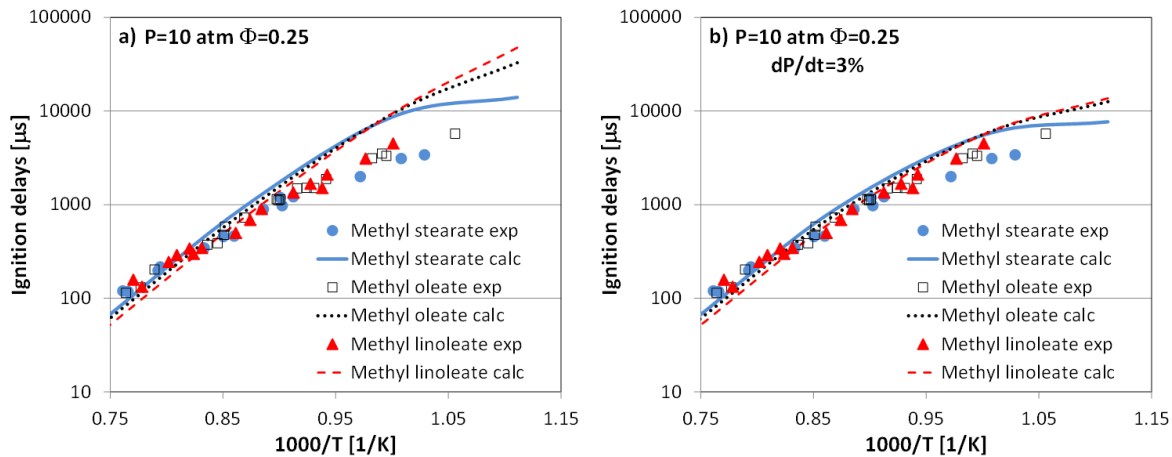 a) P=10 atm Φ=0.25
Ignition delays [µs]
100000
10000
1000
100
10
Methyl stearate exp
Methyl stearate calc
Methyl oleate exp
Methyl oleate calc
Methyl linoleate exp
Methyl linoleate calc
0.75 0.85 0.95 1.05 1.15
1000/T [1/K]
b) P=10 atm Φ=0.25
dP/dt=3%
Ignition delays [µs]
100000
10000
1000
100
10
Methyl stearate exp
Methyl stearate calc
Methyl oleate exp
Methyl oleate calc
Methyl linoleate exp
Methyl linoleate calc
0.75 0.85 0.95 1.05 1.15
1000/T [1/K]